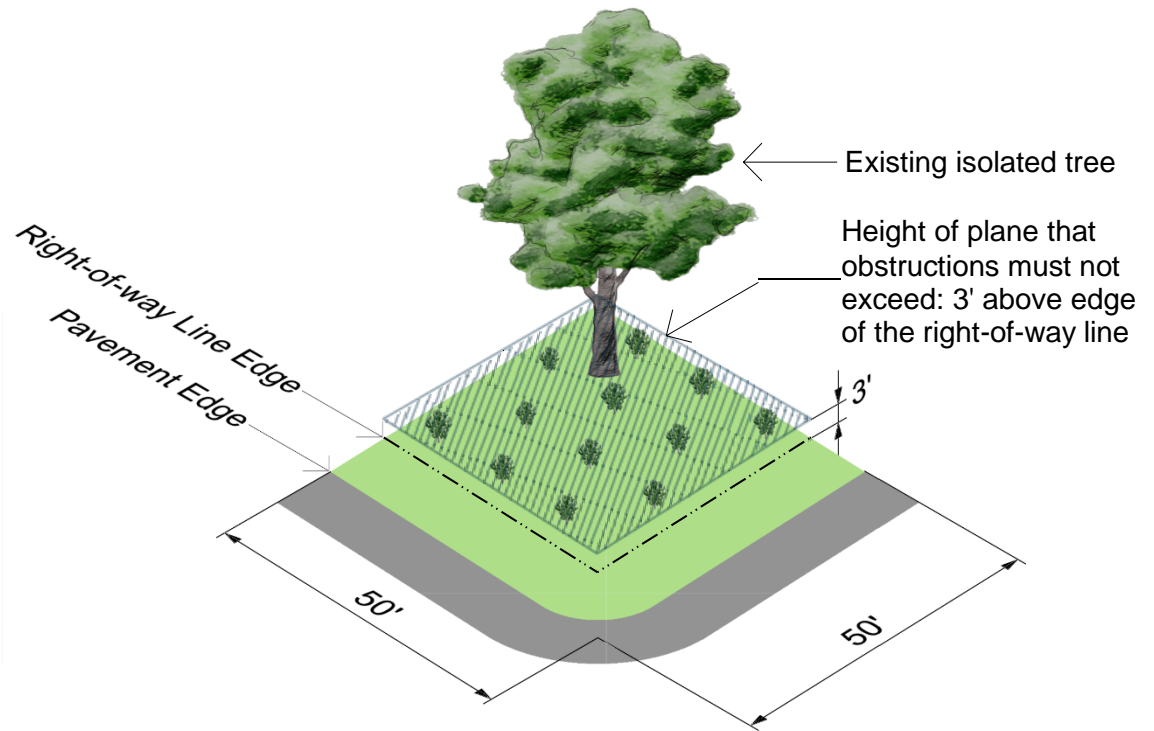 Existing isolated tree
Height of plane that
obstructions must not
exceed: 3' above edge
of the right-of-way line
Right-of-way Line Edge
Pavement Edge
3'
50'
50'